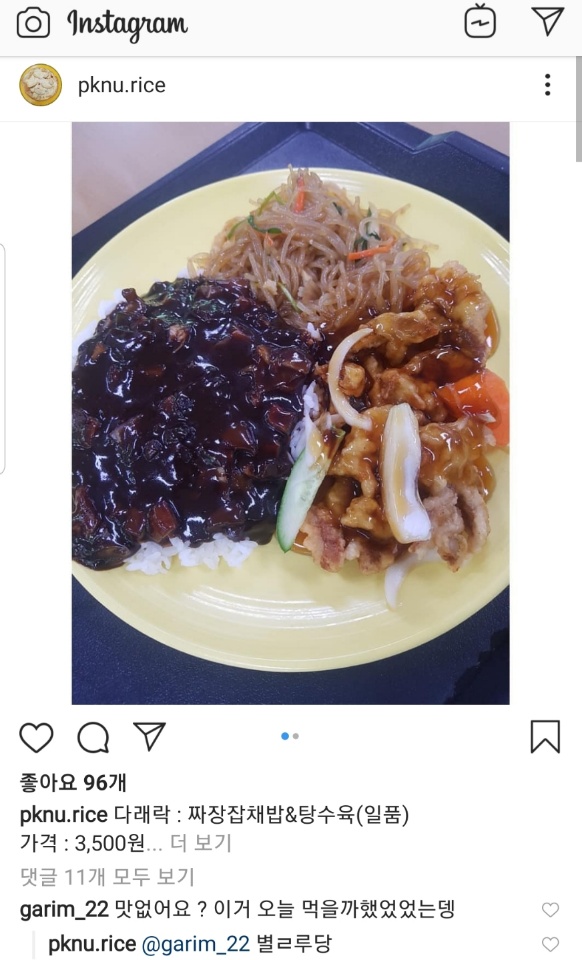 Instagram
pknu.rice
좋아요 96개
pknu.rice 다래락 : 짜장잡채밥&탕수육(일품)
가격 : 3,500원... 더 보기
댓글 11개 모두 보기
garim_22 맛없어요 ? 이거 오늘 먹을까했었었는뎅
pknu.rice @garim_22 별ㄹ루당